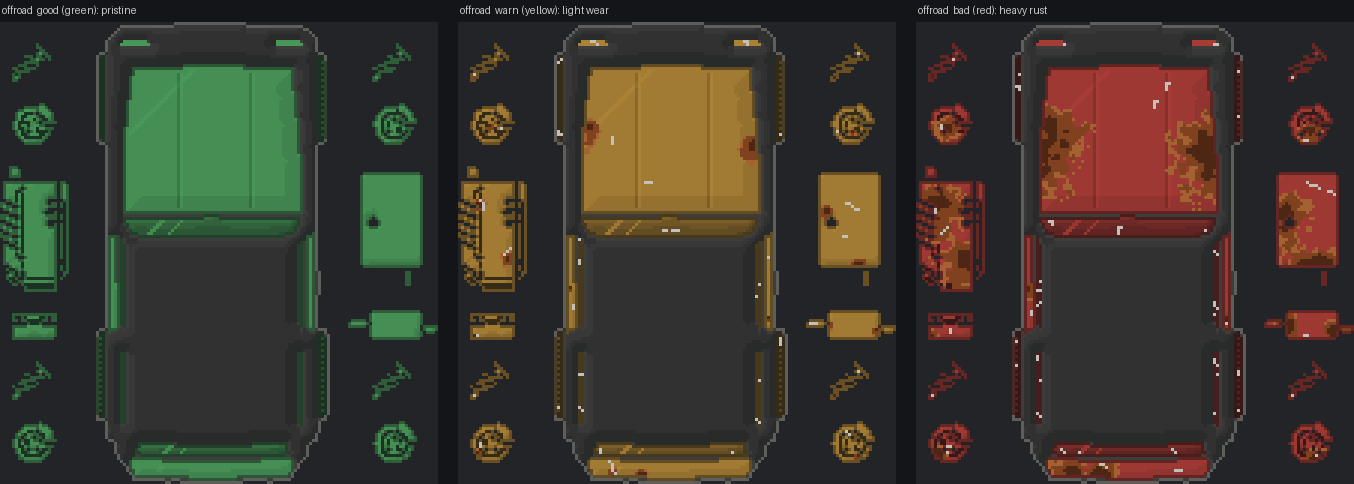 offroad good (green): pristine
offroad warn (yellow): light wear
offroad bad (red): heavy rust